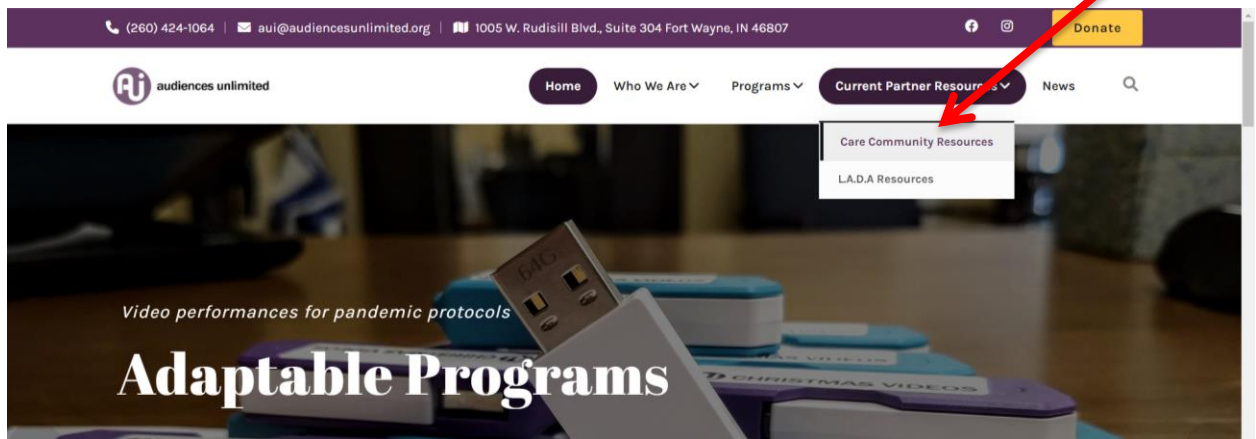 (260) 424-1064 | aui@audiencesunlimited.org | 1005 W. Rudisill Blvd., Suite 304 Fort Wayne, IN 46807 Donate
audiences unlimited Home Who We Are Programs Current Partner Resources News
Care Community Resources
L.A.D.A Resources
64G
Video performances for pandemic protocols
Adaptable Programs
CHRISTMAS VIDEOS